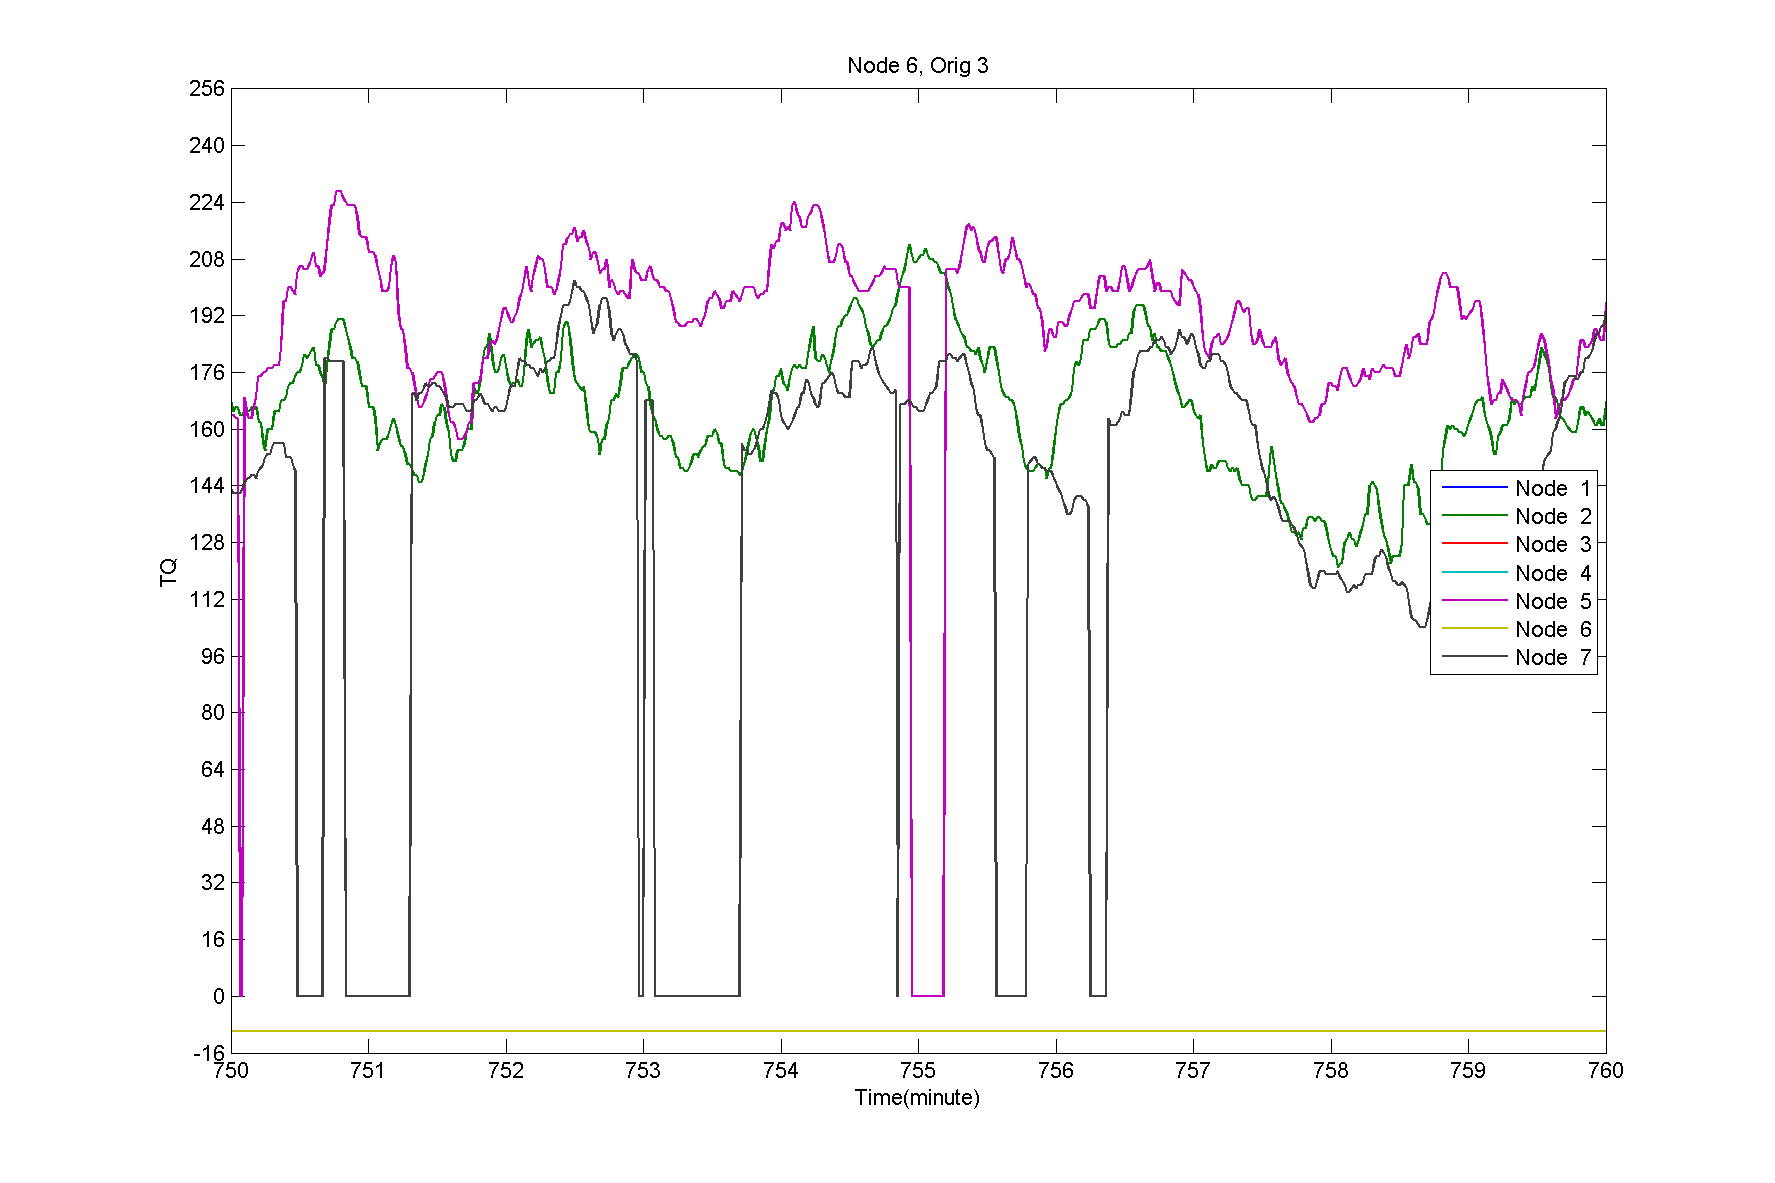 Node 6, Orig 3
256
240
224
208
192
176
160
144
128
112
96
80
64
48
32
16
0
-16
TQ
Node 1
Node 2
Node 3
Node 4
Node 5
Node 6
Node 7
750 751 752 753 754 755 756 757 758 759 760
Time(minute)